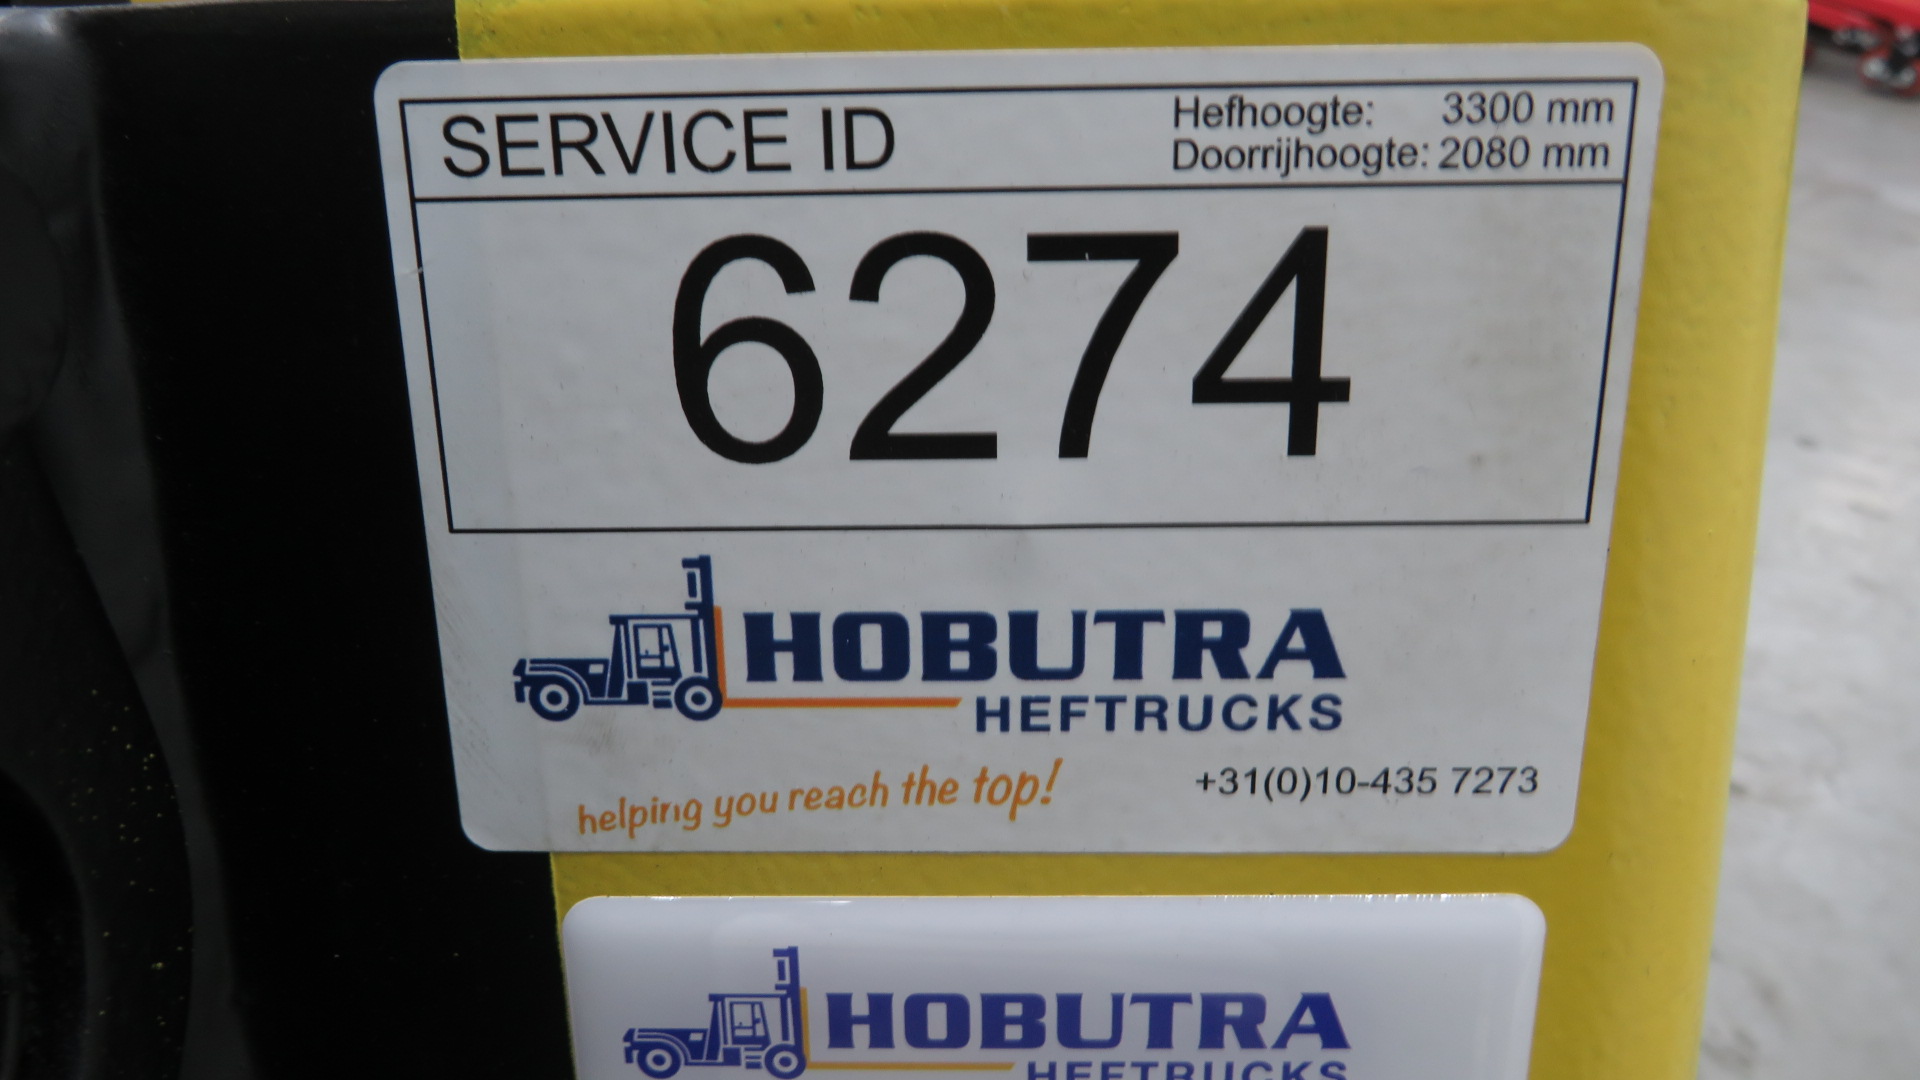 SERVICE ID
Hefhoogte: 3300 mm
Doorrijhoogte: 2080 mm
6274
HOBUTRA
HEFTRUCKS
helping you reach the top!
+31(0)10-435 7273
HOBUTRA
HEFTRUCKS